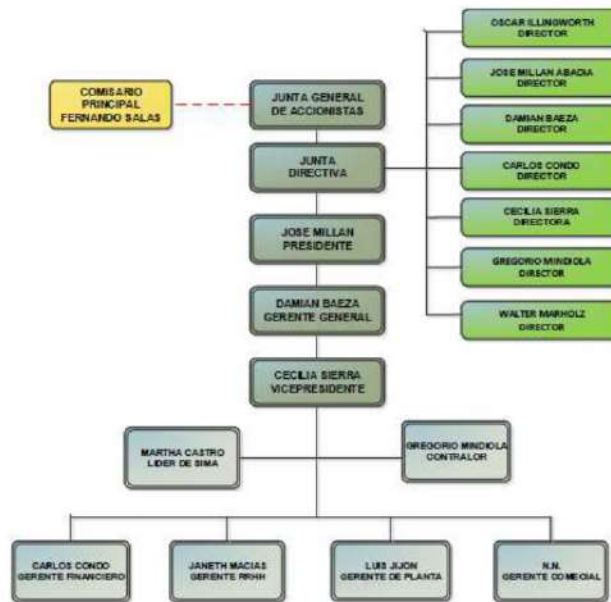 OSCAR ILLINGWORTH
DIRECTOR
JOSE MILLAN ABADIA
DIRECTOR
DAMIAN BAEZA
DIRECTOR
CARLOS CONDO
DIRECTOR
CECILIA SIERRA
DIRECTORA
GREGORIO MINDIOLA
DIRECTOR
WALTER MARHOLZ
DIRECTOR
COMISARIO
PRINCIPAL
FERNANDO SALAS
JUNTA GENERAL
DE ACCIONISTAS
JUNTA
DIRECTIVA
JOSE MILLAN
PRESIDENTE
DAMIAN BAEZA
GERENTE GENERAL
CECILIA SIERRA
VICEPRESIDENTE
MARTHA CASTRO
LIDER DE SIMA
GREGORIO MINDIOLA
CONTRALOR
CARLOS CONDO
GERENTE FINANCIERO
JANETH MACIAS
GERENTE RRHH
LUIS JIJON
GERENTE DE PLANTA
N.N.
GERENTE COMECIAL